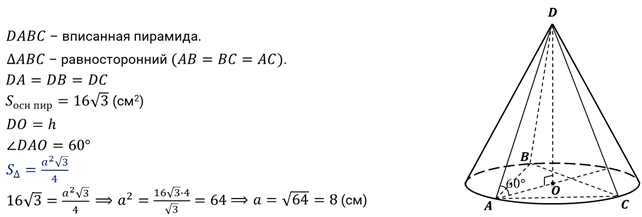 DABC – вписанная пирамида.
ΔABC – равносторонний (AB = BC = AC).
DA = DB = DC
Sосн пир = 16√3 (см²)
DO = h
∠DAO = 60°
S△ = a²√3/4
16√3 = a²√3/4 ⟹ a² = 16√3·4/√3 = 64 ⟹ a = √64 = 8 (см)
D
B
60°
O
A
C